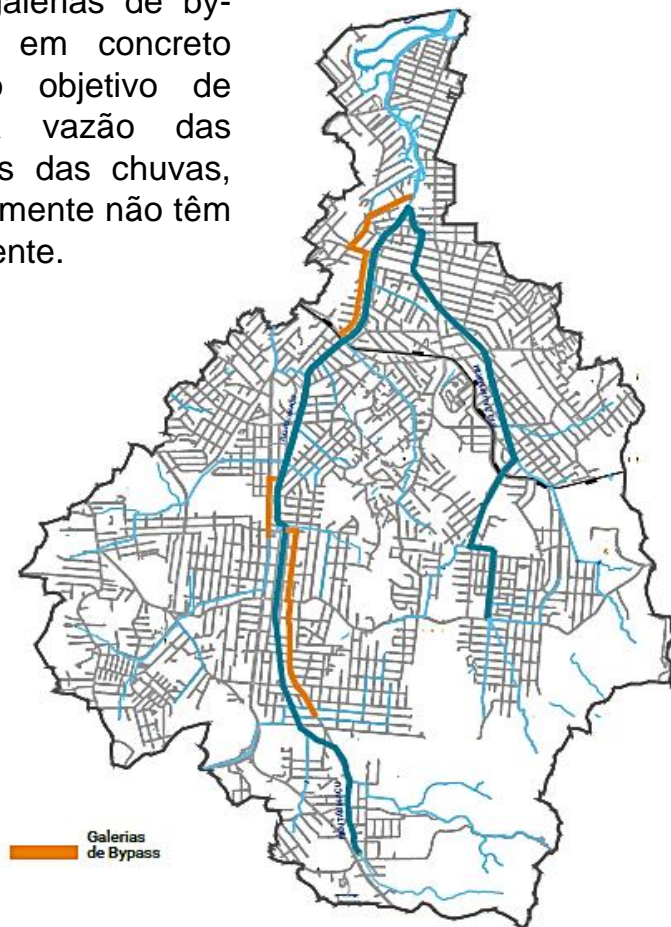 galerias de by-
em concreto
objetivo de
vazão das
s das chuvas,
mente não têm
ente.
Galerias
de Bypass